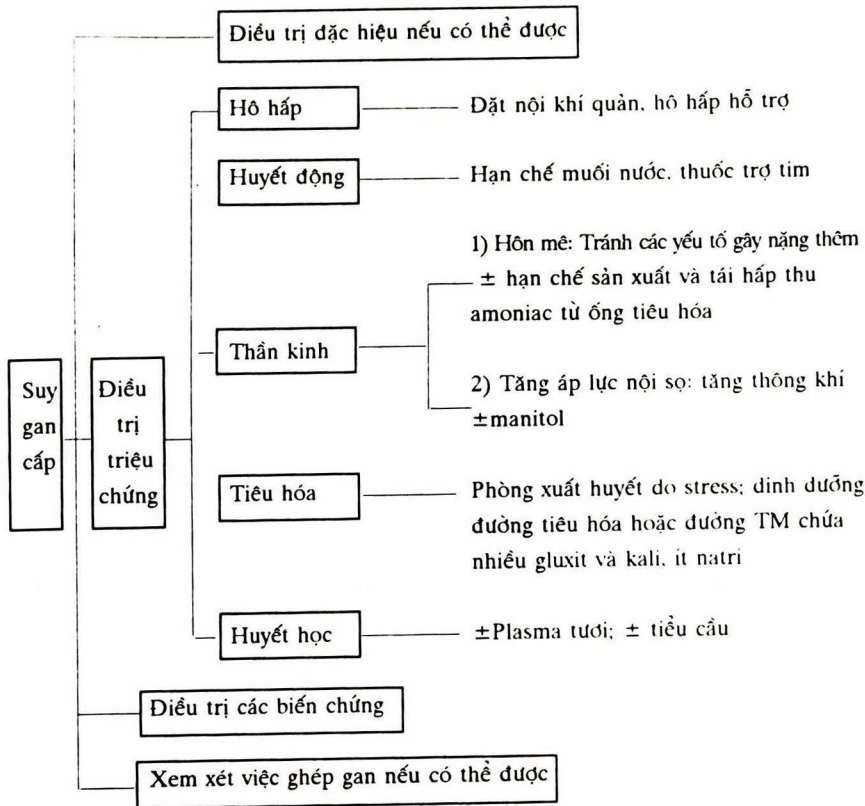 Điều trị đặc hiệu nếu có thể được
Hô hấp
Đặt nội khí quản, hô hấp hỗ trợ
Huyết động
Hạn chế muối nước, thuốc trợ tim
1) Hôn mê: Tránh các yếu tố gây nặng thêm
± hạn chế sản xuất và tái hấp thu
amoniac từ ống tiêu hóa
Thần kinh
2) Tăng áp lực nội sọ: tăng thông khí
±manitol
Suy
gan
cấp
Điều
trị
triệu
chứng
Tiêu hóa
Phòng xuất huyết do stress; dinh dưỡng
đường tiêu hóa hoặc đường TM chứa
nhiều gluxit và kali, ít natri
Huyết học
±Plasma tươi; ± tiểu cầu
Điều trị các biến chứng
Xem xét việc ghép gan nếu có thể được